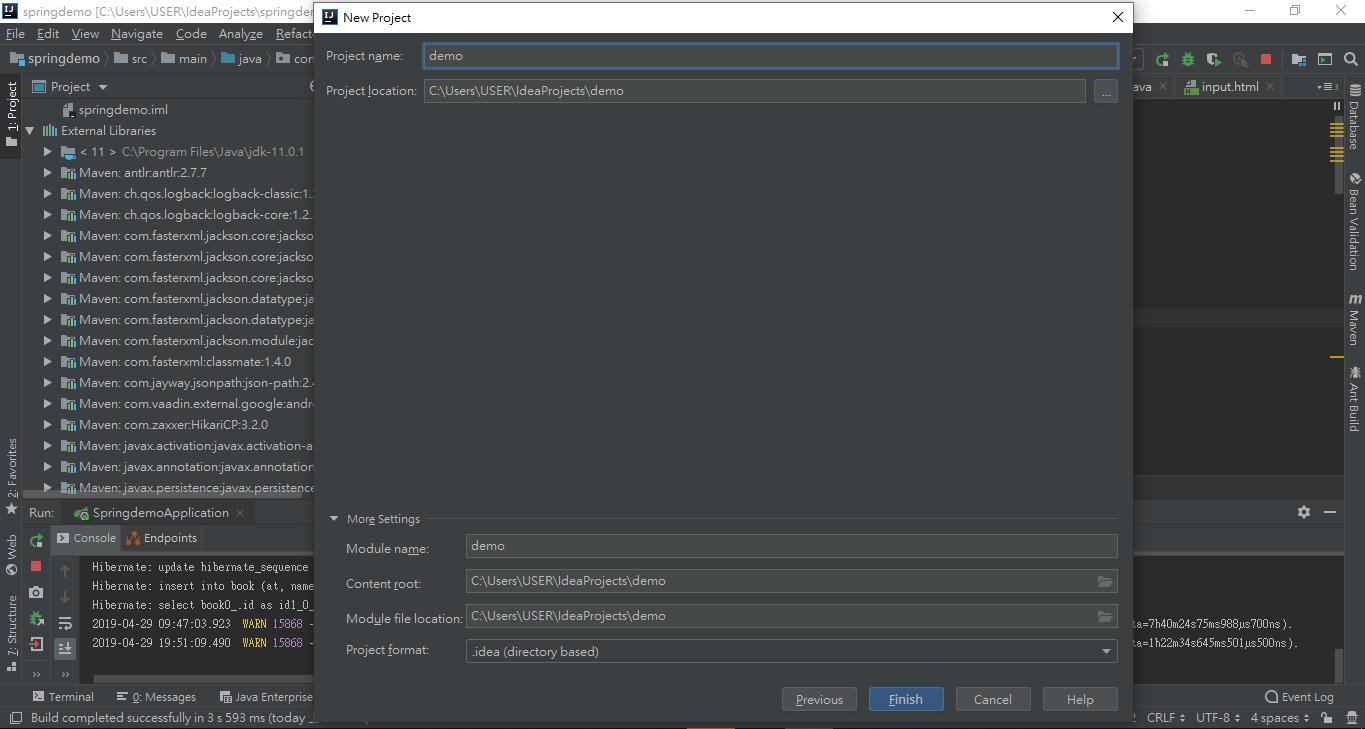 springdemo [C:\Users\USER\IdeaProjects\springdem
New Project
File Edit View Navigate Code Analyze Refact
springdemo src main java con
1: Project
Project
springdemo.iml
External Libraries
< 11 > C:\Program Files\Java\jdk-11.0.1
Maven: antlr:antlr:2.7.7
Maven: ch.qos.logback:logback-classic:1.
Maven: ch.qos.logback:logback-core:1.2.
Maven: com.fasterxml.jackson.core:jackso
Maven: com.fasterxml.jackson.core:jackso
Maven: com.fasterxml.jackson.core:jackso
Maven: com.fasterxml.jackson.datatype:ja
Maven: com.fasterxml.jackson.datatype:ja
Maven: com.fasterxml.jackson.module:jac
Maven: com.fasterxml:classmate:1.4.0
Maven: com.jayway.jsonpath:json-path:2.4
Maven: com.vaadin.external.google:andr
Maven: com.zaxxer:HikariCP:3.2.0
Maven: javax.activation:javax.activation-a
Maven: javax.annotation:javax.annotation
Maven: javax.persistence:javax.persistence
Project name: demo
Project location: C:\Users\USER\IdeaProjects\demo ...
More Settings
Module name: demo
Content root: C:\Users\USER\IdeaProjects\demo
Module file location: C:\Users\USER\IdeaProjects\demo
Project format: .idea (directory based)
Previous Finish Cancel Help
ava input.html 3
Database
Bean Validation
m Maven
Ant Build
2: Favorites
Web
7: Structure
Run: SpringdemoApplication
Console Endpoints
Hibernate: update hibernate_sequence
Hibernate: insert into book (at, name
Hibernate: select book0_.id as id1_0_
2019-04-29 09:47:03.923 WARN 15868 - ta=7h40m24s75ms988µs700ns).
2019-04-29 19:51:09.490 WARN 15868 - ta=1h22m34s645ms501µs500ns).
Terminal 0: Messages Java Enterprise Event Log
Build completed successfully in 3 s 593 ms (today 2 CRLF UTF-8 4 spaces